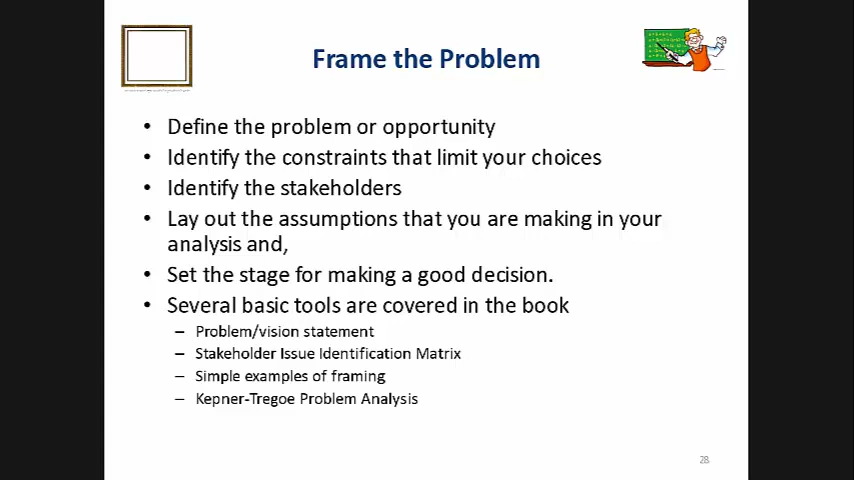 Frame the Problem
• Define the problem or opportunity
• Identify the constraints that limit your choices
• Identify the stakeholders
• Lay out the assumptions that you are making in your
analysis and,
• Set the stage for making a good decision.
• Several basic tools are covered in the book
– Problem/vision statement
– Stakeholder Issue Identification Matrix
– Simple examples of framing
– Kepner-Tregoe Problem Analysis
28